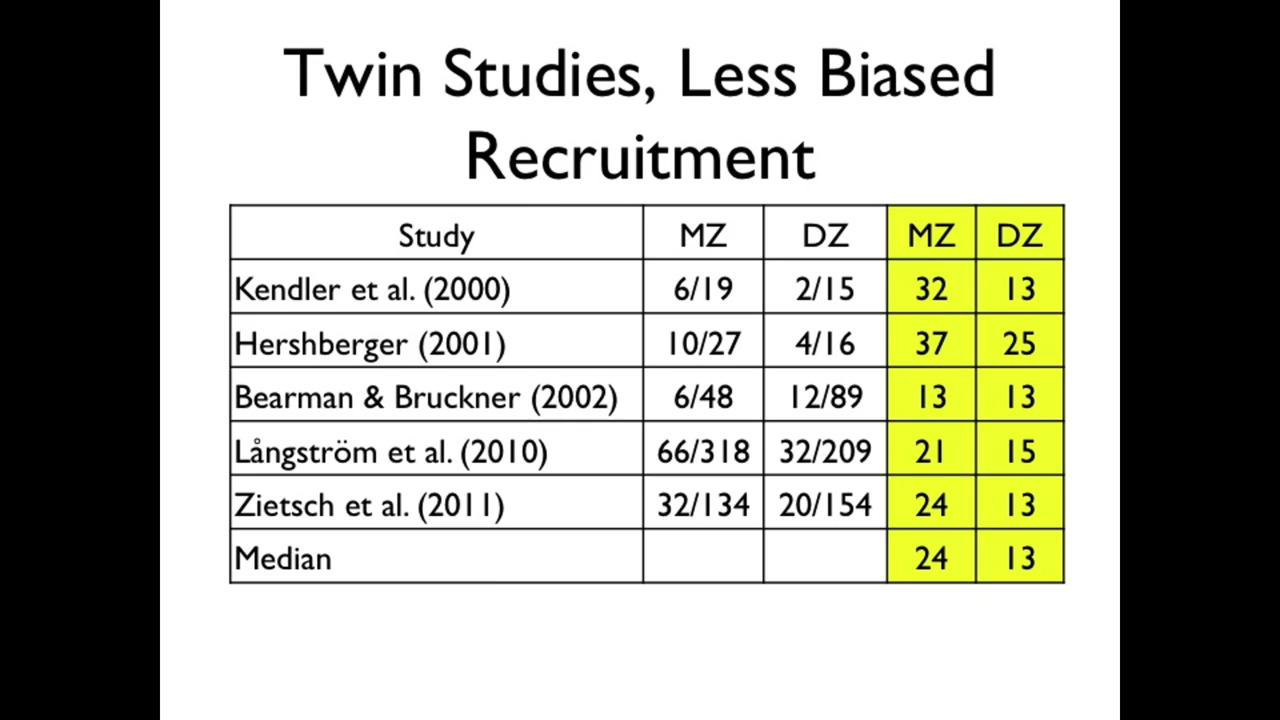 Twin Studies, Less Biased
Recruitment
Study MZ DZ MZ DZ
Kendler et al. (2000) 6/19 2/15 32 13
Hershberger (2001) 10/27 4/16 37 25
Bearman & Bruckner (2002) 6/48 12/89 13 13
Långström et al. (2010) 66/318 32/209 21 15
Zietsch et al. (2011) 32/134 20/154 24 13
Median 24 13